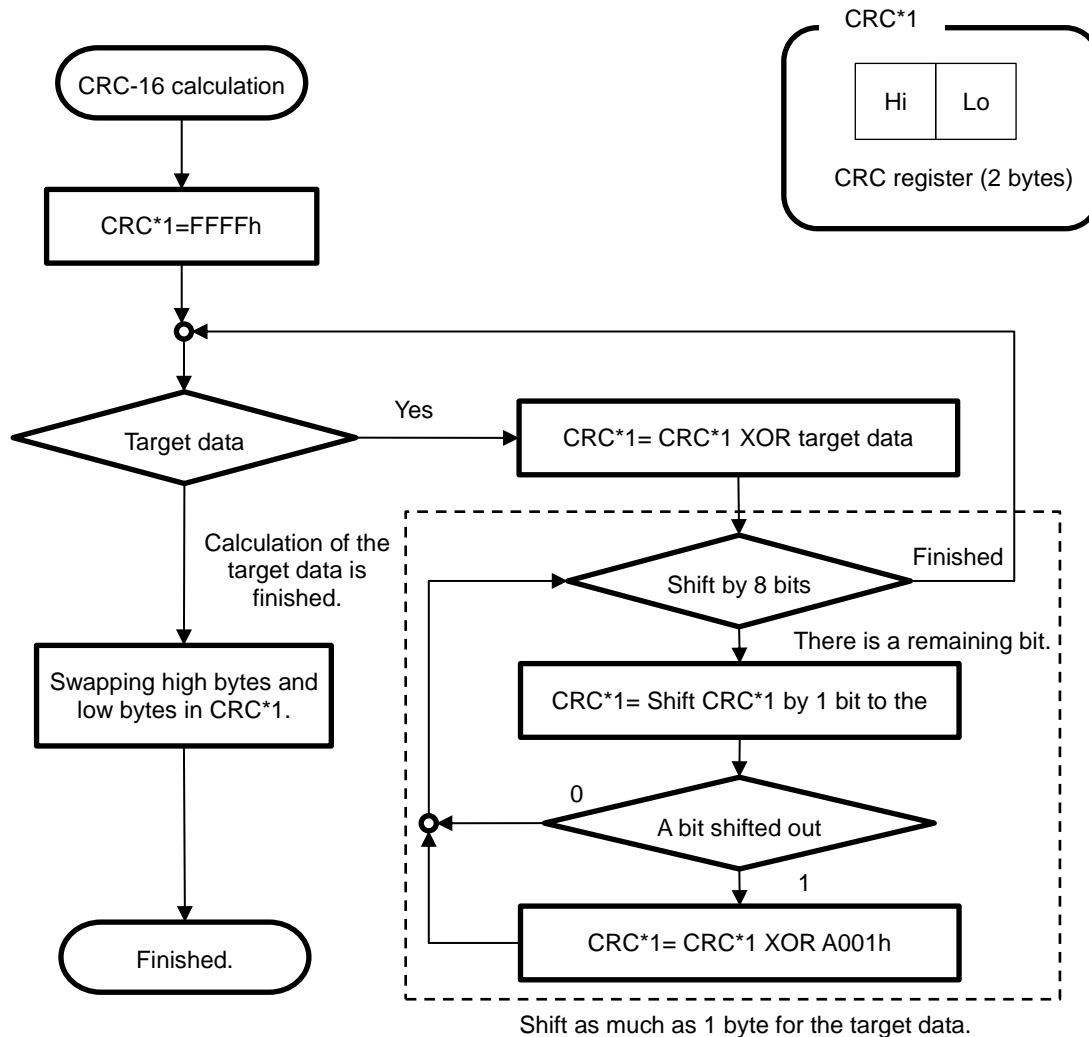 CRC*1
Hi
Lo
CRC register (2 bytes)
CRC-16 calculation
CRC*1=FFFFh
Target data
Yes
CRC*1= CRC*1 XOR target data
Calculation of the
target data is
finished.
Shift by 8 bits
Finished
There is a remaining bit.
Swapping high bytes and
low bytes in CRC*1.
CRC*1= Shift CRC*1 by 1 bit to the
0
A bit shifted out
1
CRC*1= CRC*1 XOR A001h
Finished.
Shift as much as 1 byte for the target data.